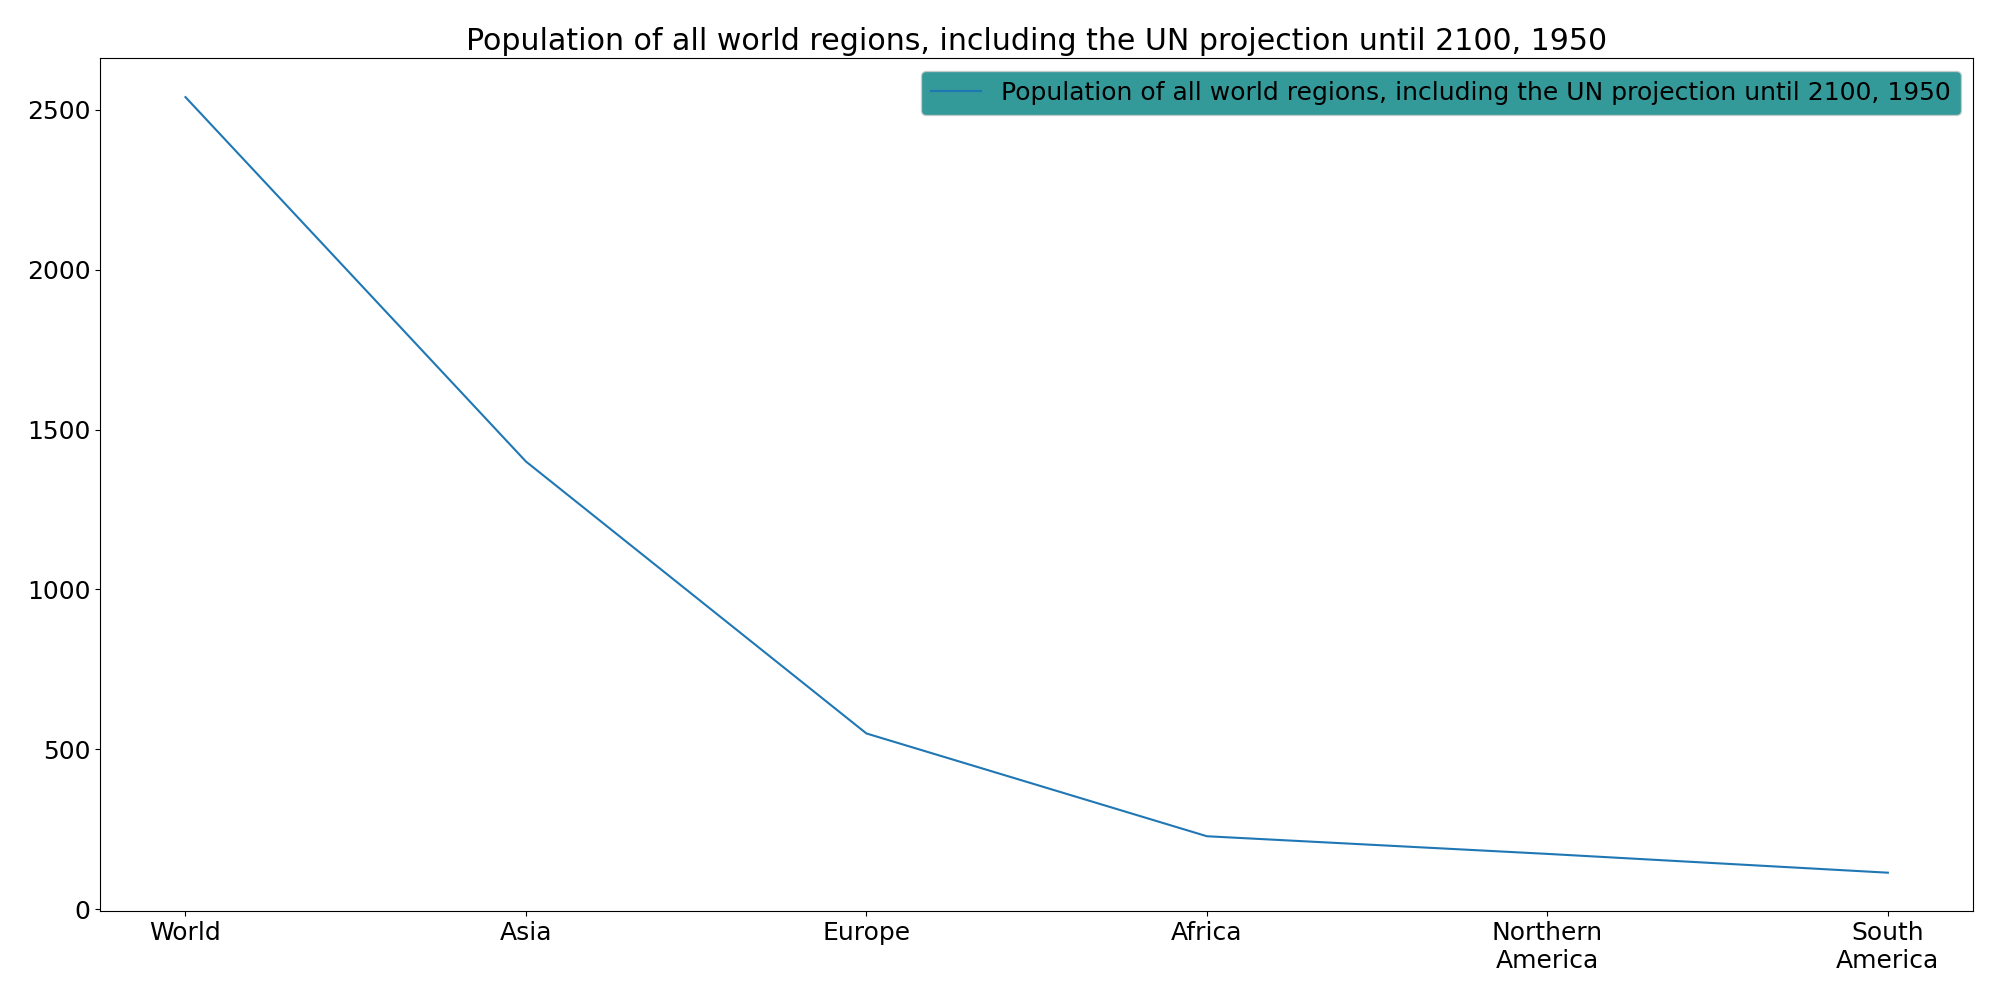 Population of all world regions, including the UN projection until 2100, 1950
Population of all world regions, including the UN projection until 2100, 1950
2500
2000
1500
1000
500
0
World
Asia
Europe
Africa
Northern
America
South
America